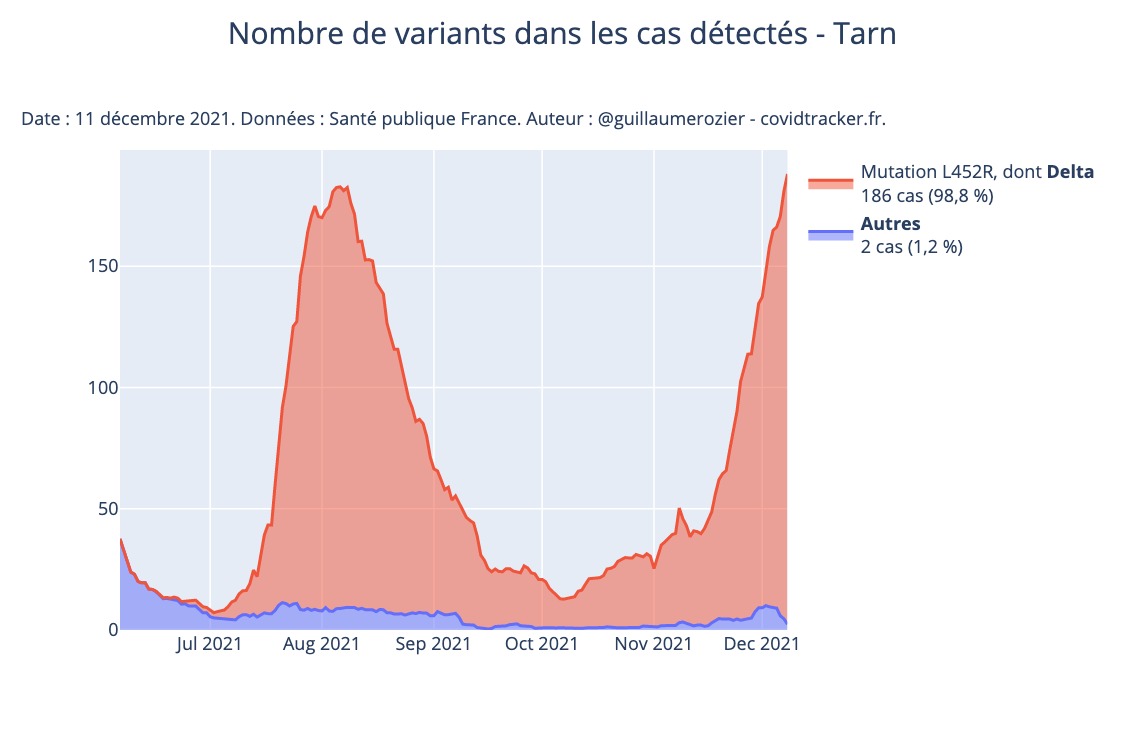 Nombre de variants dans les cas détectés - Tarn
Date : 11 décembre 2021. Données : Santé publique France. Auteur : @guillaumerozier - covidtracker.fr.
Mutation L452R, dont Delta
186 cas (98,8 %)
Autres
2 cas (1,2 %)
150
100
50
0
Jul 2021
Aug 2021
Sep 2021
Oct 2021
Nov 2021
Dec 2021